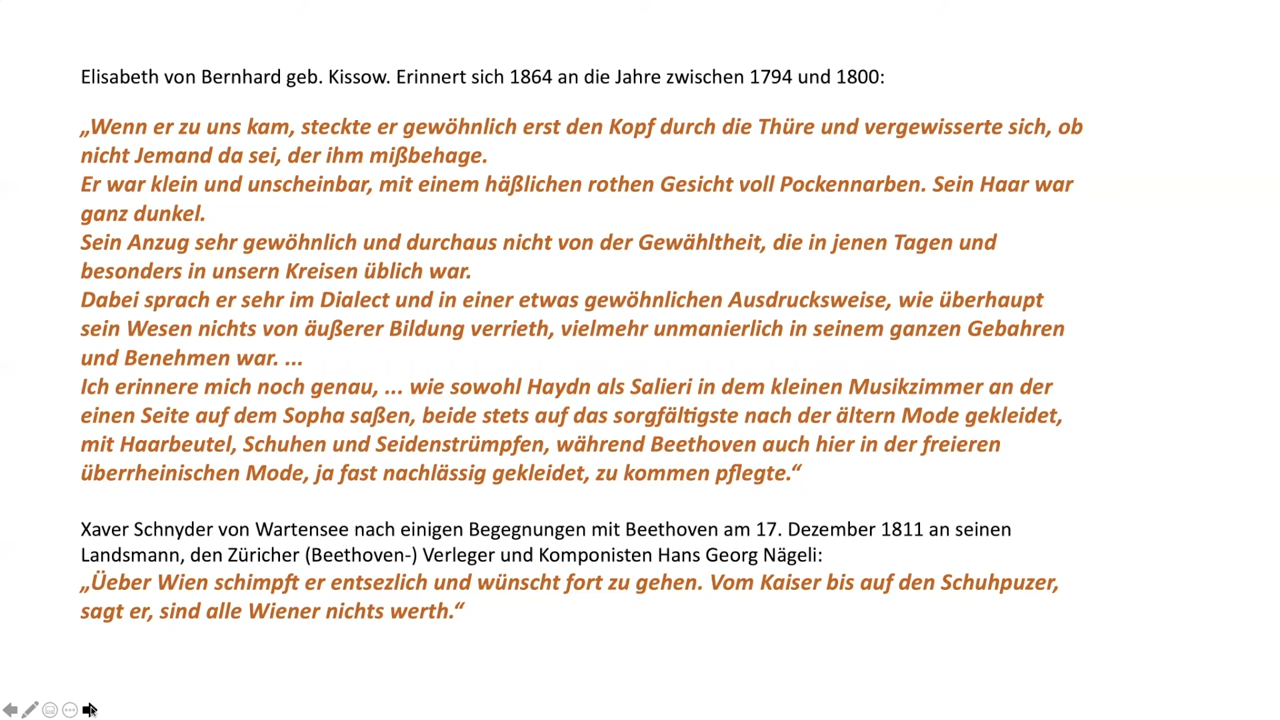 Elisabeth von Bernhard geb. Kissow. Erinnert sich 1864 an die Jahre zwischen 1794 und 1800:
„Wenn er zu uns kam, steckte er gewöhnlich erst den Kopf durch die Thüre und vergewisserte sich, ob
nicht Jemand da sei, der ihm mißbehage.
Er war klein und unscheinbar, mit einem häßlichen rothen Gesicht voll Pockennarben. Sein Haar war
ganz dunkel.
Sein Anzug sehr gewöhnlich und durchaus nicht von der Gewähltheit, die in jenen Tagen und
besonders in unsern Kreisen üblich war.
Dabei sprach er sehr im Dialect und in einer etwas gewöhnlichen Ausdrucksweise, wie überhaupt
sein Wesen nichts von äußerer Bildung verrieth, vielmehr unmanierlich in seinem ganzen Gebahren
und Benehmen war. ...
Ich erinnere mich noch genau, ... wie sowohl Haydn als Salieri in dem kleinen Musikzimmer an der
einen Seite auf dem Sopha saßen, beide stets auf das sorgfältigste nach der ältern Mode gekleidet,
mit Haarbeutel, Schuhen und Seidenstrümpfen, während Beethoven auch hier in der freieren
überrheinischen Mode, ja fast nachlässig gekleidet, zu kommen pflegte.“
Xaver Schnyder von Wartensee nach einigen Begegnungen mit Beethoven am 17. Dezember 1811 an seinen
Landsmann, den Züricher (Beethoven-) Verleger und Komponisten Hans Georg Nägeli:
„Üeber Wien schimpft er entsezlich und wünscht fort zu gehen. Vom Kaiser bis auf den Schuhpuzer,
sagt er, sind alle Wiener nichts werth.“